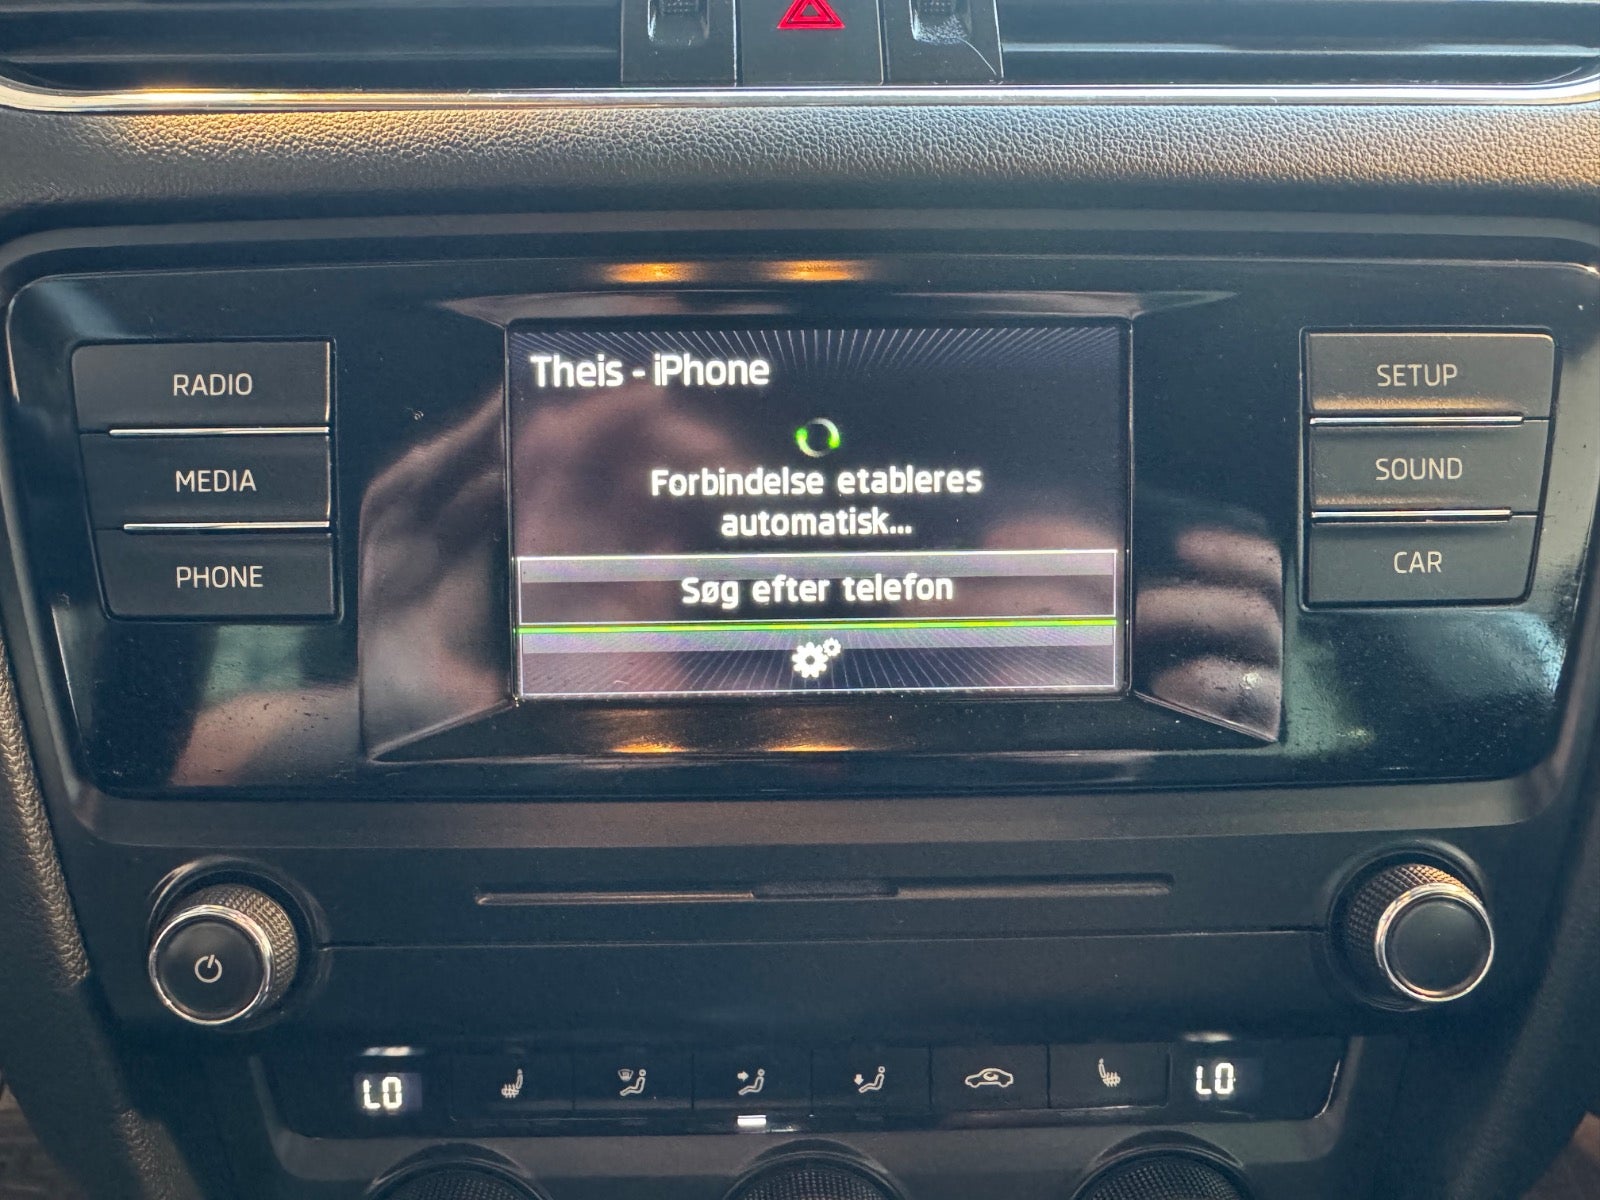 RADIO
MEDIA
PHONE
Theis - iPhone
Forbindelse etableres
automatisk...
Søg efter telefon
SETUP
SOUND
CAR
LO
LO